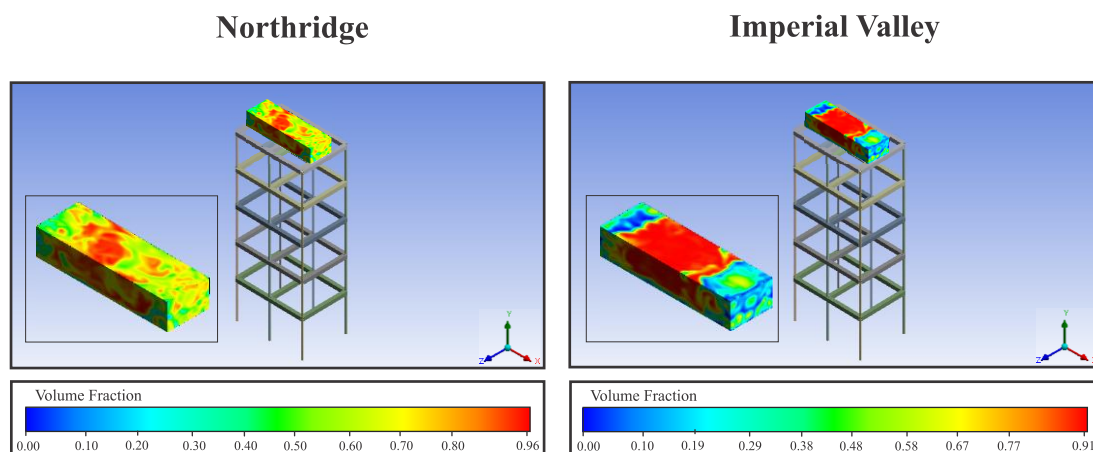 Northridge
Imperial Valley
Y
Z
X
Y
Z
X
Volume Fraction
0.00 0.10 0.20 0.30 0.40 0.50 0.60 0.70 0.80 0.96
Volume Fraction
0.00 0.10 0.19 0.29 0.38 0.48 0.58 0.67 0.77 0.91